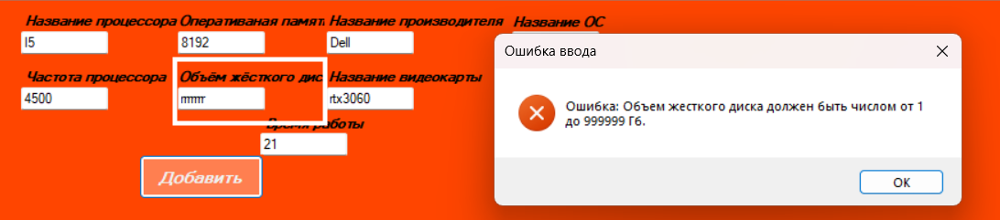 Название процессора Оперативаная памят Название производителя Название ОС
I5 8192 Dell
Частота процессора Объём жёсткого дис Название видеокарты
4500 rrrrrrr rtx3060
Время работы
21
Добавить
Ошибка ввода
Ошибка: Объем жесткого диска должен быть числом от 1
до 999999 Гб.
ОК